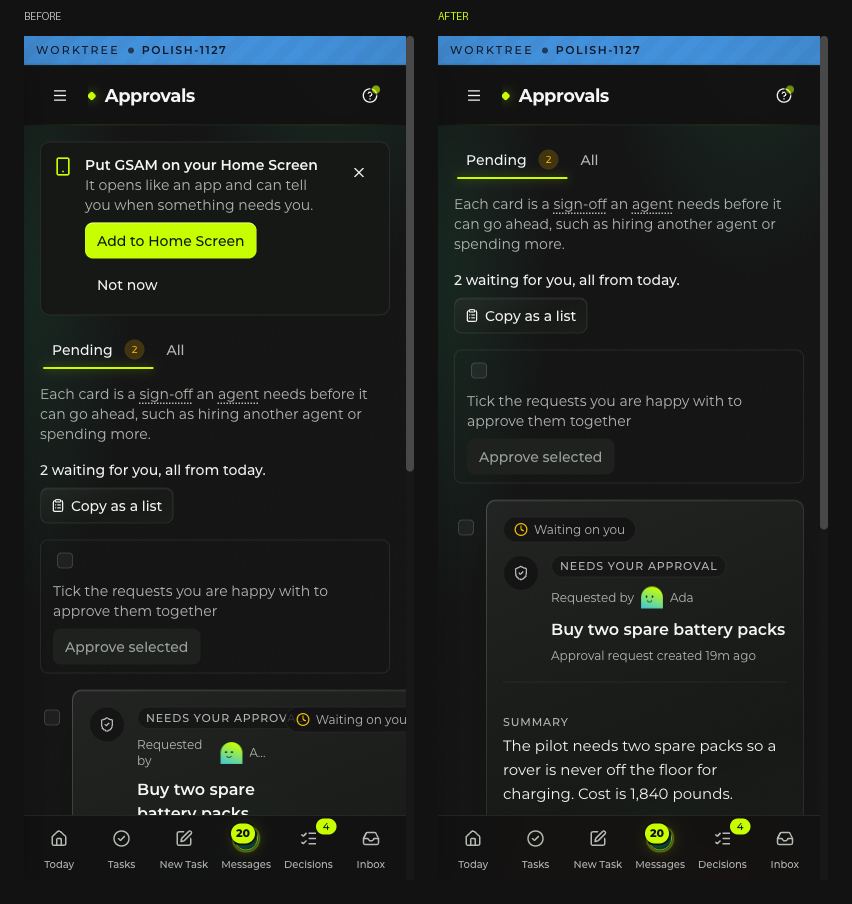 BEFORE
WORKTREE • POLISH-1127
Approvals
Put GSAM on your Home Screen
It opens like an app and can tell
you when something needs you.
Add to Home Screen
Not now
Pending 2 All
Each card is a sign-off an agent needs before it
can go ahead, such as hiring another agent or
spending more.
2 waiting for you, all from today.
Copy as a list
Tick the requests you are happy with to
approve them together
Approve selected
NEEDS YOUR APPROVA Waiting on you
Requested
by
A...
Buy two spare
battery packs
Today Tasks New Task 20 Messages 4 Decisions Inbox
AFTER
WORKTREE • POLISH-1127
Approvals
Pending 2 All
Each card is a sign-off an agent needs before it
can go ahead, such as hiring another agent or
spending more.
2 waiting for you, all from today.
Copy as a list
Tick the requests you are happy with to
approve them together
Approve selected
Waiting on you
NEEDS YOUR APPROVAL
Requested by Ada
Buy two spare battery packs
Approval request created 19m ago
SUMMARY
The pilot needs two spare packs so a
rover is never off the floor for
charging. Cost is 1,840 pounds.
Today Tasks New Task 20 Messages 4 Decisions Inbox